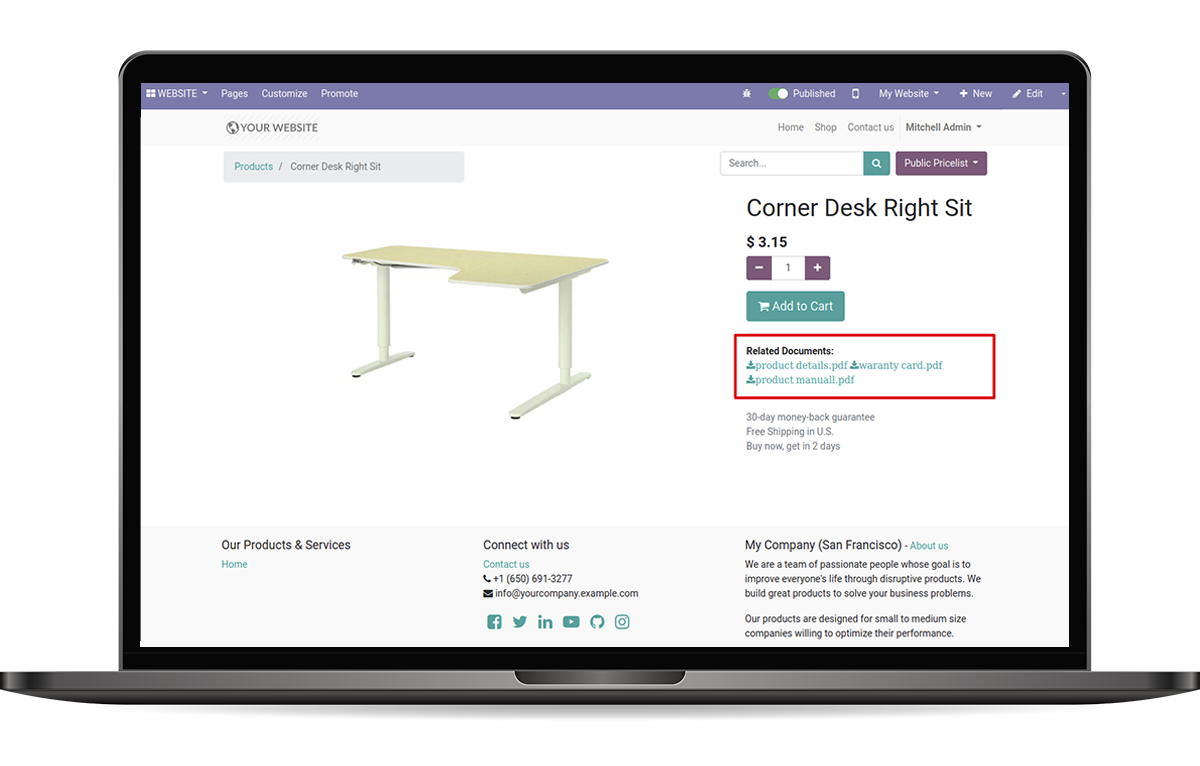 WEBSITE Pages Customize Promote Published My Website New Edit
YOUR WEBSITE Home Shop Contact us Mitchell Admin
Products / Corner Desk Right Sit Search... Public Pricelist
Corner Desk Right Sit
$ 3.15
1
Add to Cart
Related Documents:
product details.pdf waranty card.pdf
product manuall.pdf
30-day money-back guarantee
Free Shipping in U.S.
Buy now, get in 2 days
Our Products & Services
Home
Connect with us
Contact us
+1 (650) 691-3277
info@yourcompany.example.com
My Company (San Francisco) - About us
We are a team of passionate people whose goal is to
improve everyone's life through disruptive products. We
build great products to solve your business problems.
Our products are designed for small to medium size
companies willing to optimize their performance.